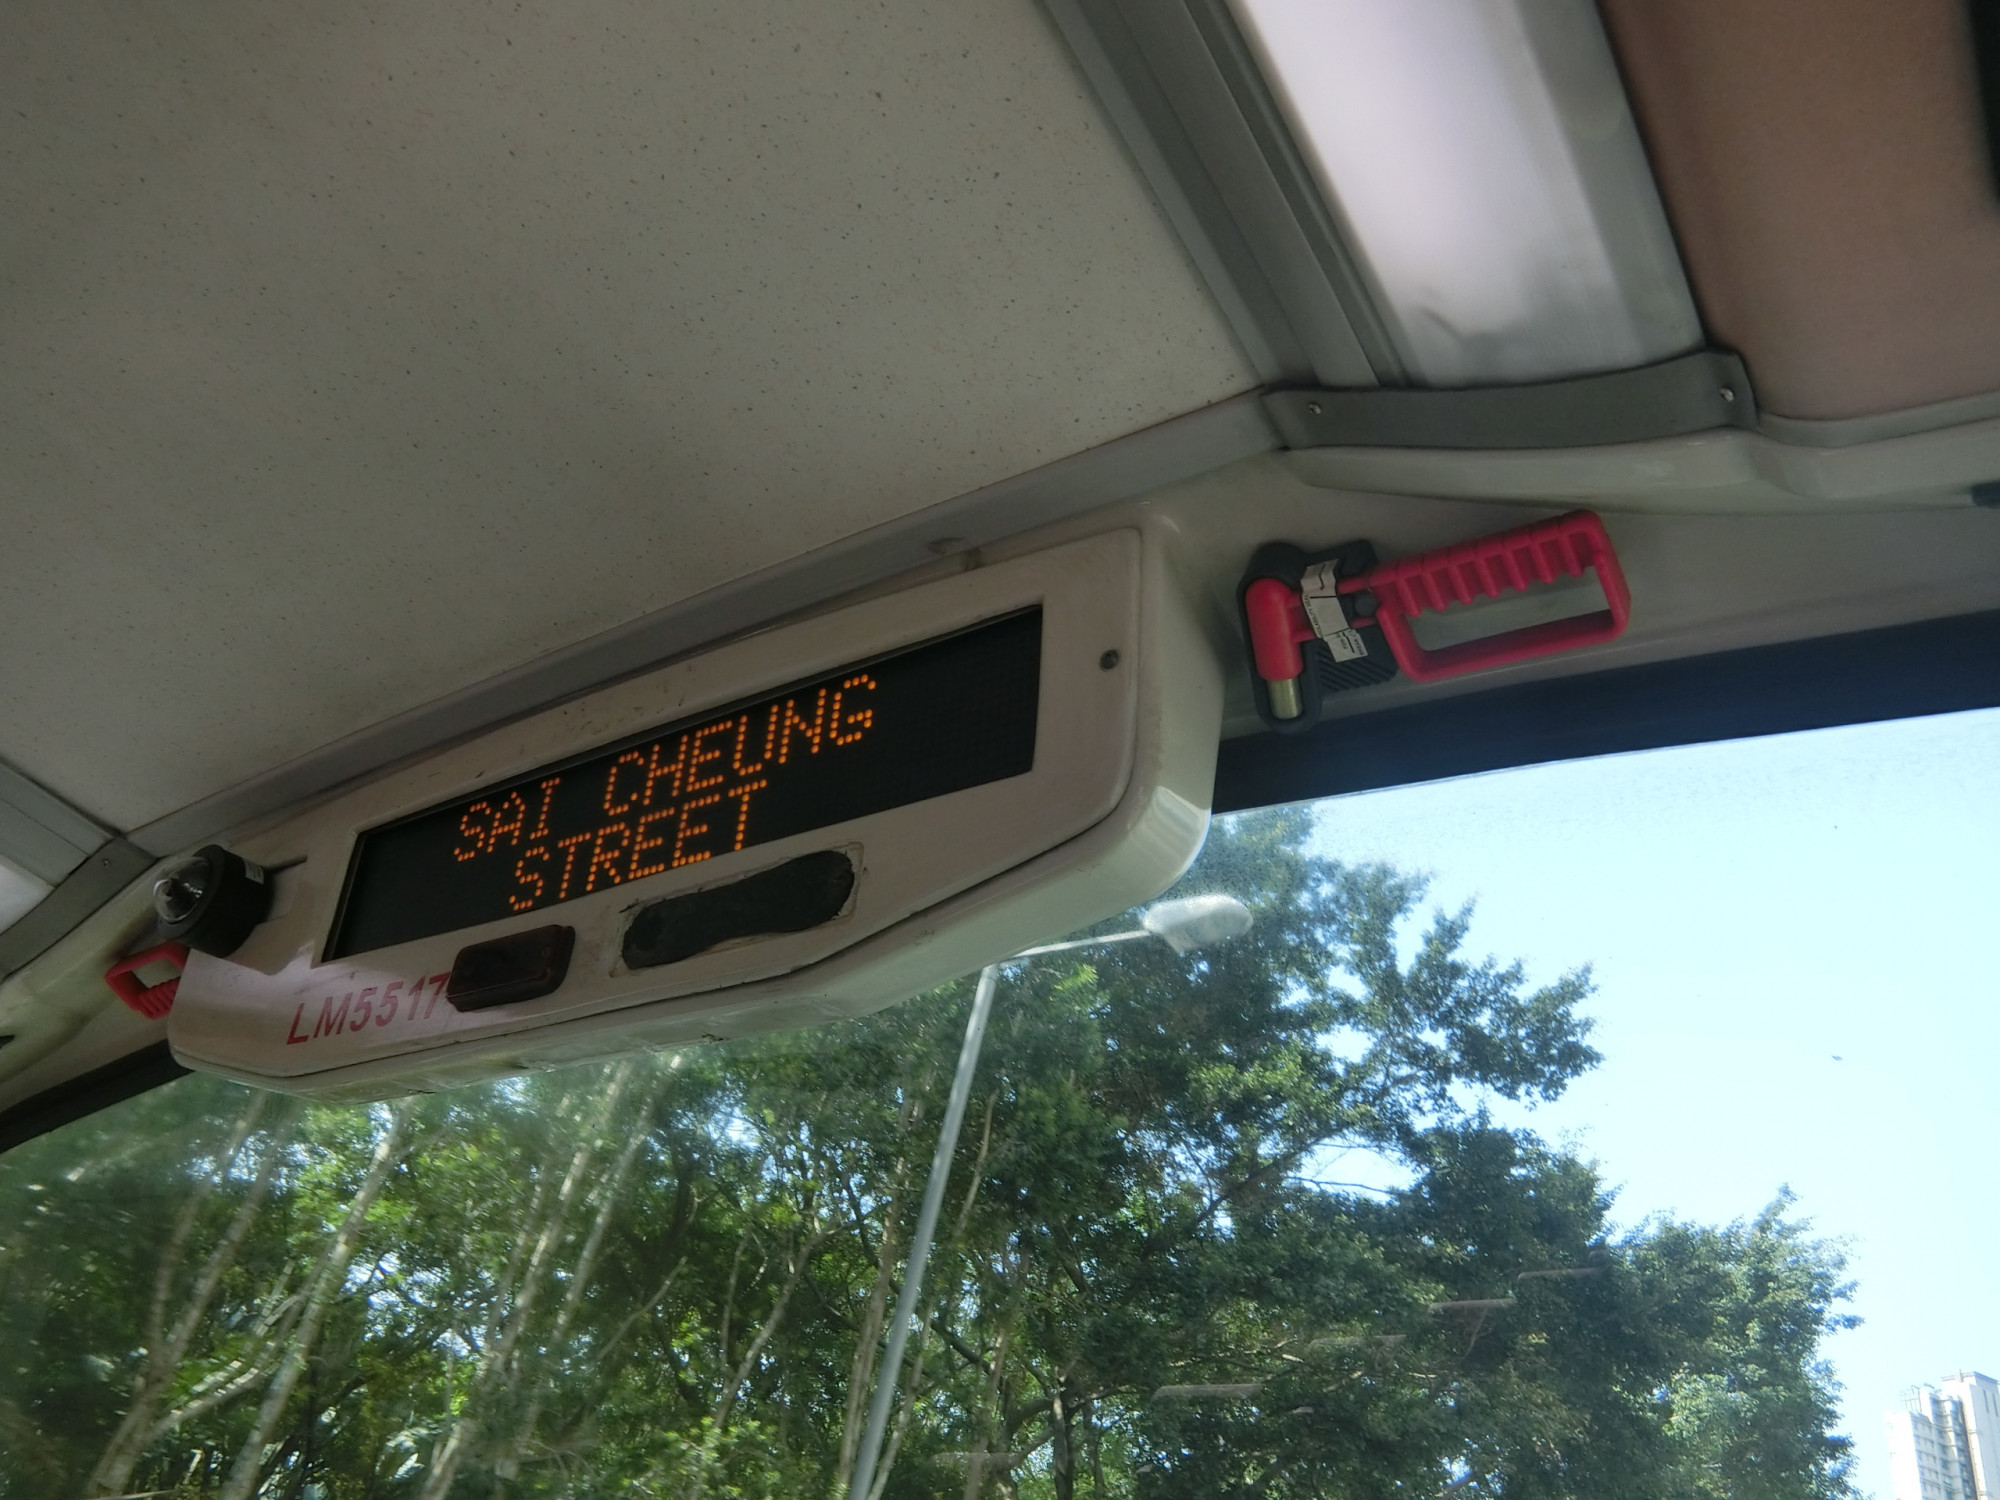 SAI CHEUNG
STREET
LM5517